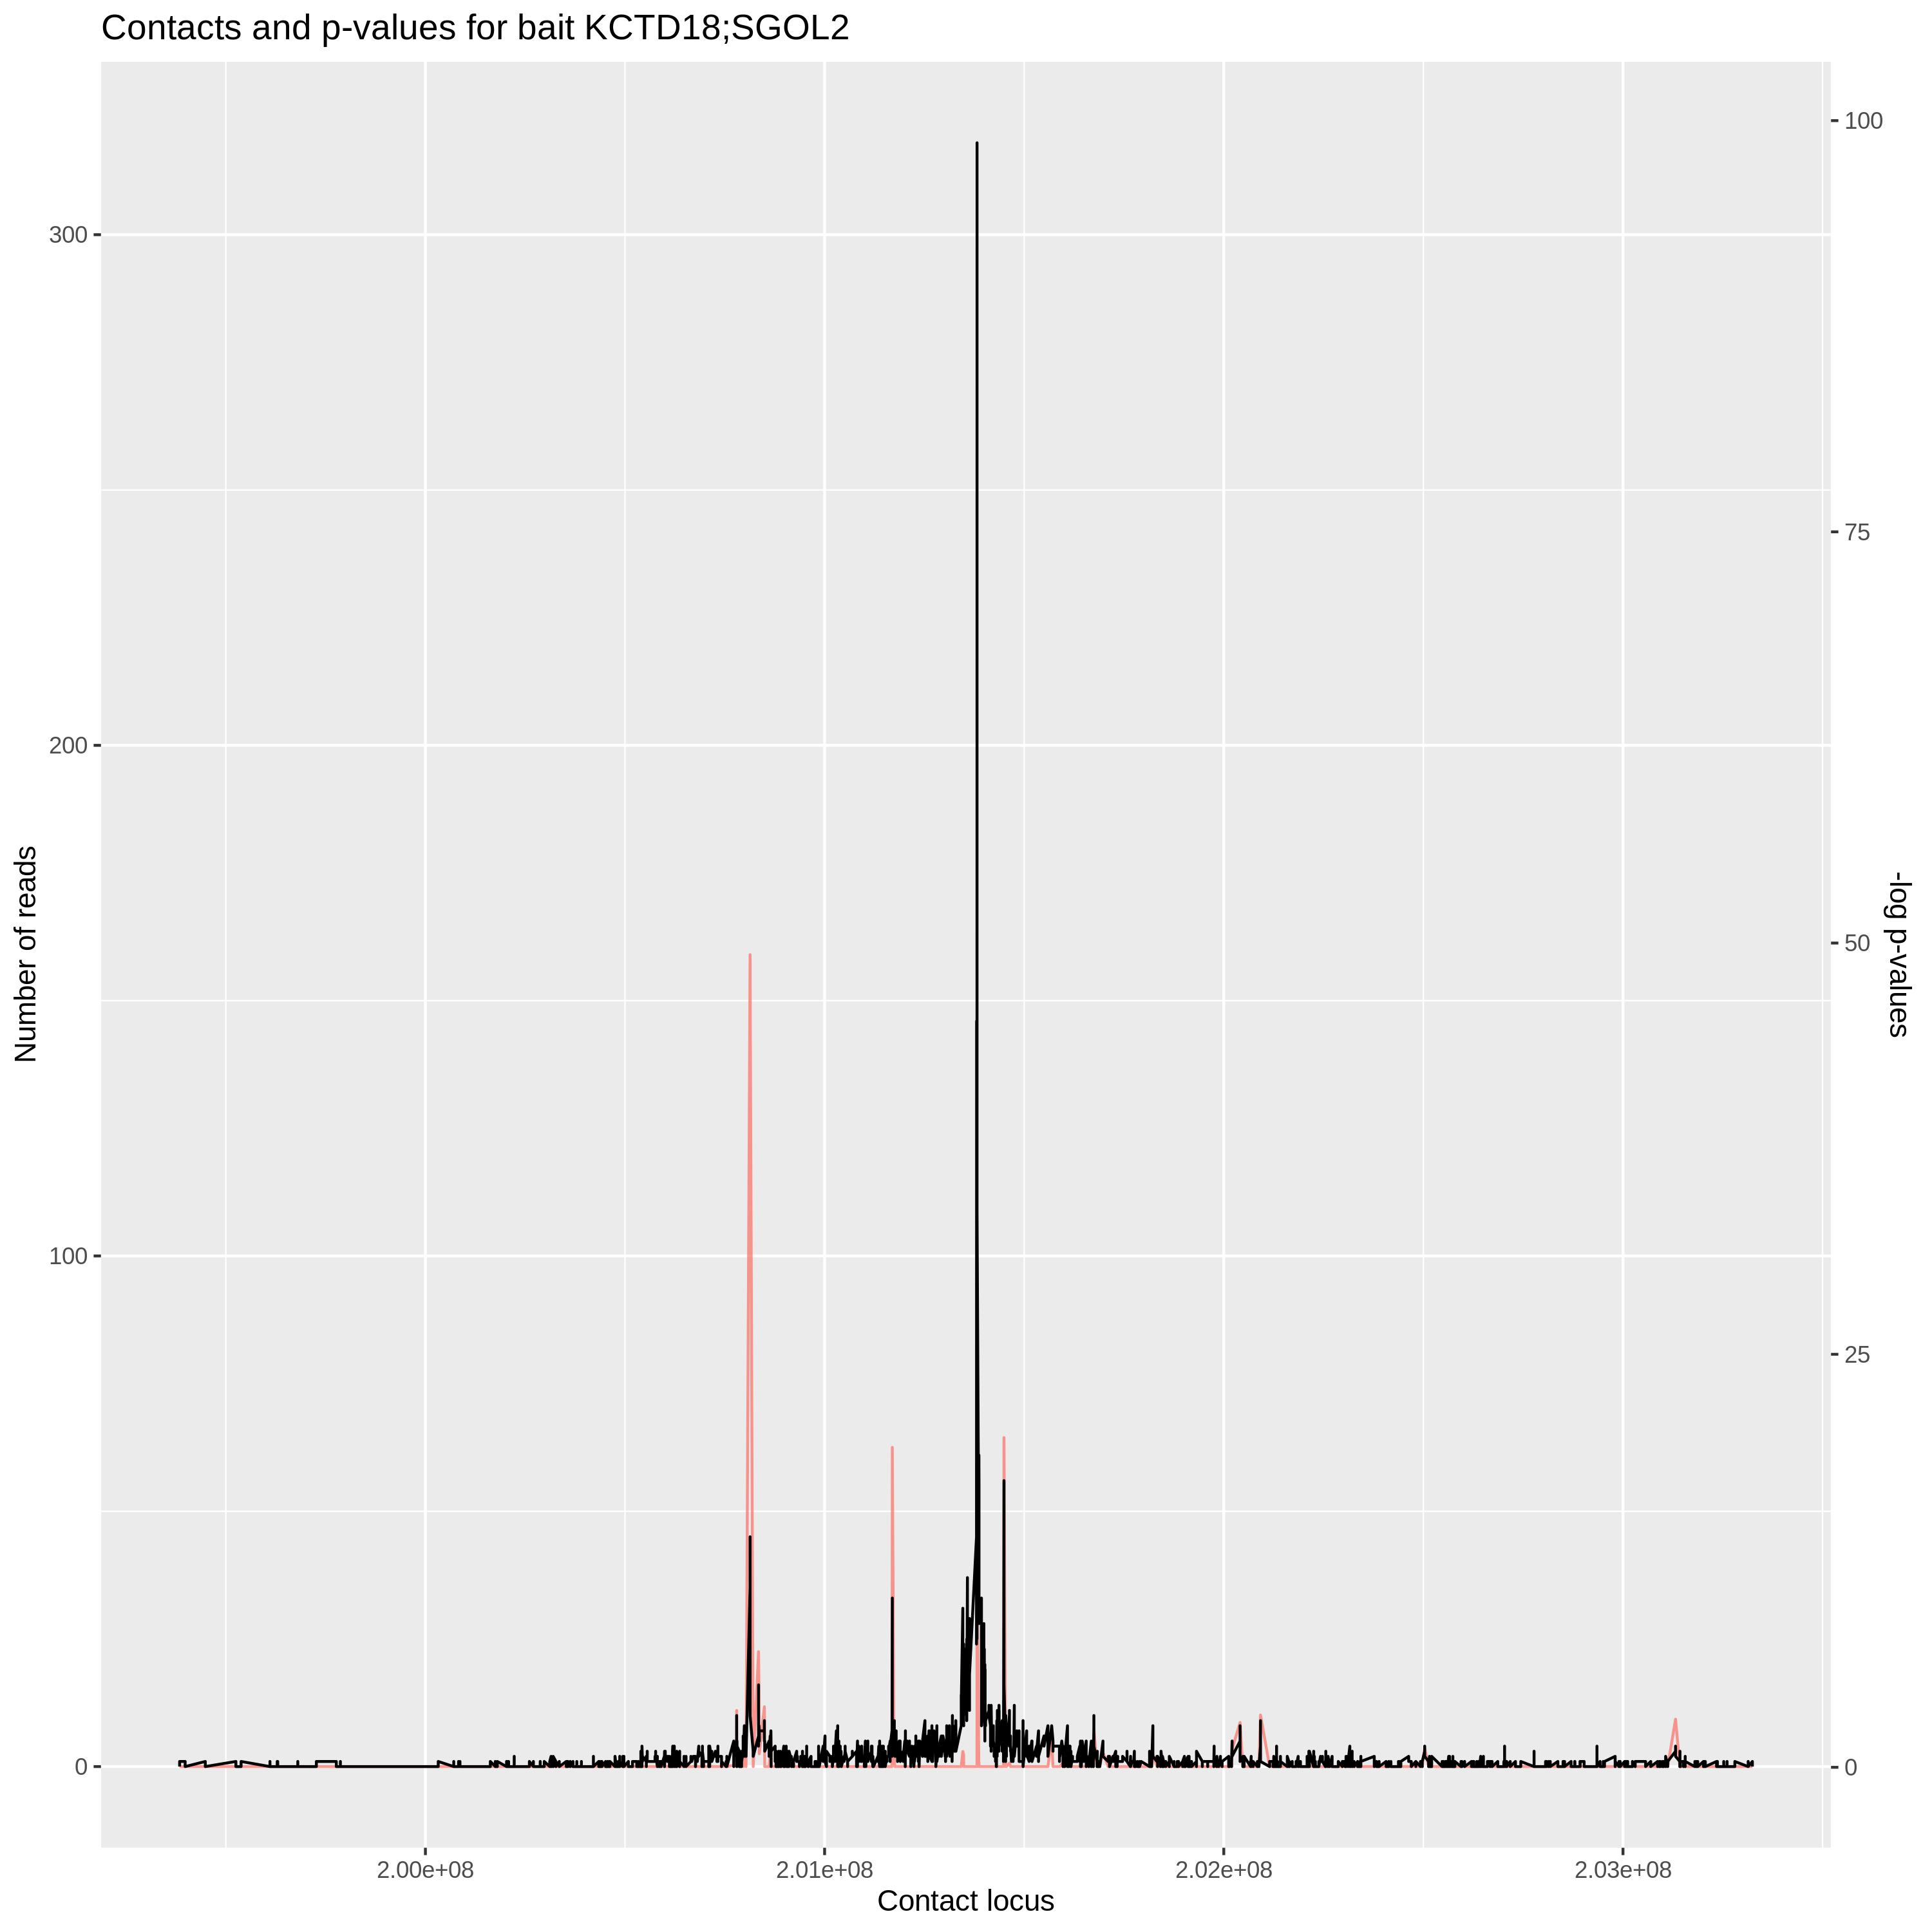 Contacts and p-values for bait KCTD18;SGOL2
Number of reads
300
200
100
0
100
75
50
25
0
-log p-values
2.00e+08
2.01e+08
2.02e+08
2.03e+08
Contact locus